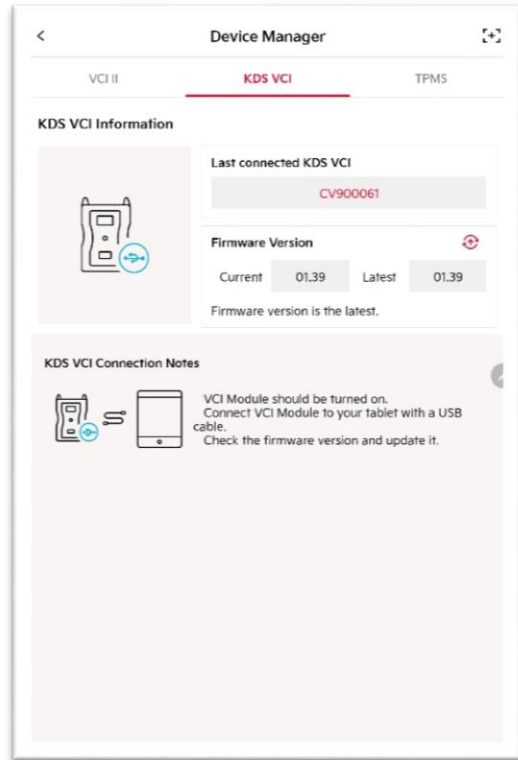 Device Manager
VCI II
KDS VCI
TPMS
KDS VCI Information
Last connected KDS VCI
CV900061
Firmware Version
Current 01.39 Latest 01.39
Firmware version is the latest.
KDS VCI Connection Notes
VCI Module should be turned on.
Connect VCI Module to your tablet with a USB
cable.
Check the firmware version and update it.